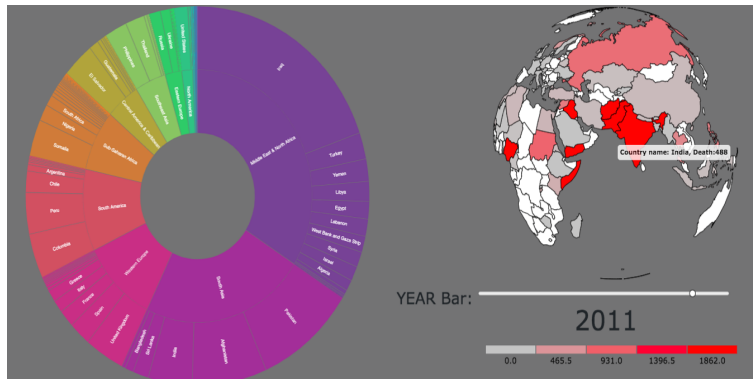 United States
North America
Ukraine
Russia
Eastern Europe
Thailand
Philippines
Southeast Asia
Guatemala
El Salvador
Central America & Caribbean
South Africa
Nigeria
Somalia
Sub-Saharan Africa
Argentina
Chile
Peru
Colombia
South America
Greece
Italy
France
Spain
United Kingdom
Western Europe
Bangladesh
Sri Lanka
India
Afghanistan
Pakistan
South Asia
Iraq
Middle East & North Africa
Turkey
Yemen
Libya
Egypt
Lebanon
West Bank and Gaza Strip
Syria
Israel
Algeria
Country name: India, Death:488
YEAR Bar:
2011
0.0 465.5 931.0 1396.5 1862.0